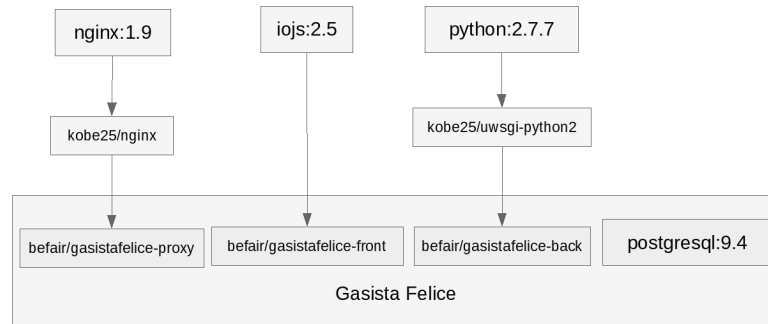 nginx:1.9
iojs:2.5
python:2.7.7
kobe25/nginx
kobe25/uwsgi-python2
befair/gasistafelice-proxy
befair/gasistafelice-front
befair/gasistafelice-back
postgresql:9.4
Gasista Felice